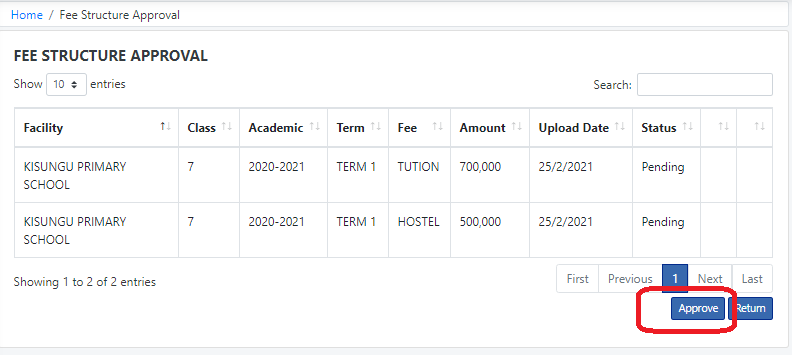 Home / Fee Structure Approval
FEE STRUCTURE APPROVAL
Show 10 entries Search:
Facility Class Academic Term Fee Amount Upload Date Status
KISUNGU PRIMARY SCHOOL 7 2020-2021 TERM 1 TUTION 700,000 25/2/2021 Pending
KISUNGU PRIMARY SCHOOL 7 2020-2021 TERM 1 HOSTEL 500,000 25/2/2021 Pending
Showing 1 to 2 of 2 entries First Previous 1 Next Last
Approve Return